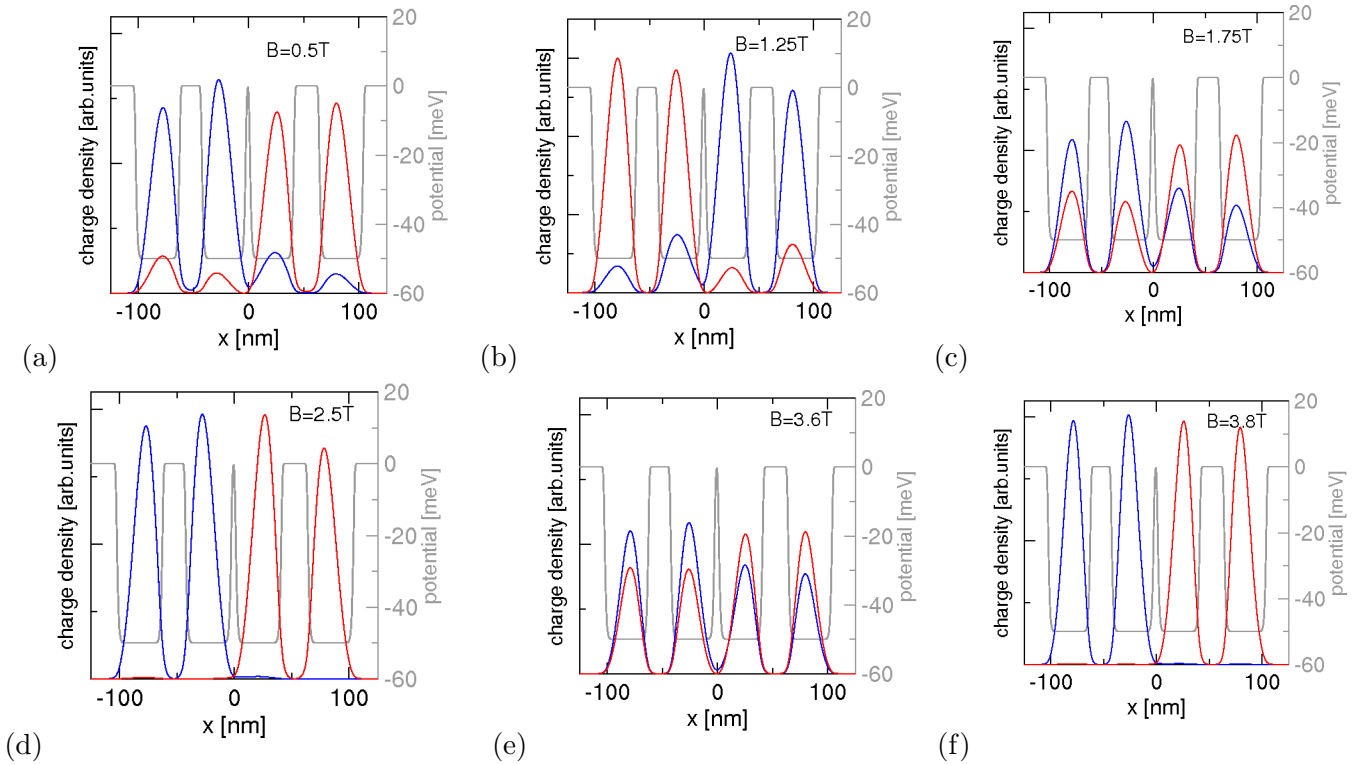 B=0.5T
charge density [arb.units]
potential [meV]
20
0
-20
-40
-60
-100
0
100
x [nm]
(a)
B=1.25T
charge density [arb.units]
potential [meV]
20
0
-20
-40
-60
-100
0
100
x [nm]
(b)
B=1.75T
charge density [arb.units]
potential [meV]
20
0
-20
-40
-60
-100
0
100
x [nm]
(c)
B=2.5T
charge density [arb.units]
potential [meV]
20
0
-20
-40
-60
-100
0
100
x [nm]
(d)
B=3.6T
charge density [arb.units]
potential [meV]
20
0
-20
-40
-60
-100
0
100
x [nm]
(e)
B=3.8T
charge density [arb.units]
potential [meV]
20
0
-20
-40
-60
-100
0
100
x [nm]
(f)